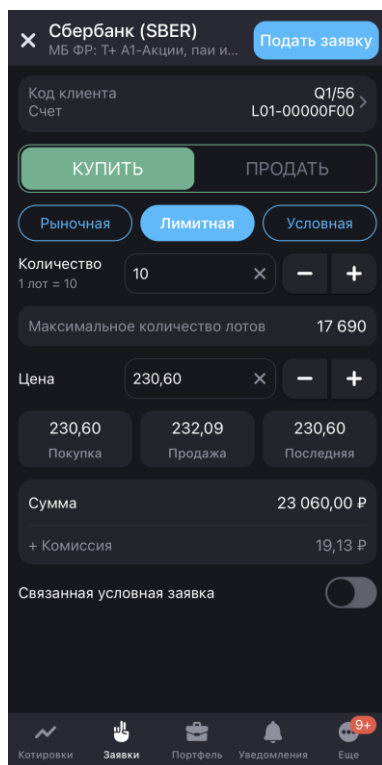 Сбербанк (SBER)
МБ ФР: Т+ А1-Акции, паи и...
Подать заявку
Код клиента
Q1/56
Счет
L01-00000F00
КУПИТЬ
ПРОДАТЬ
Рыночная
Лимитная
Условная
Количество
1 лот = 10
10
Максимальное количество лотов
17 690
Цена
230,60
230,60
232,09
230,60
Покупка
Продажа
Последняя
Сумма
23 060,00 ₽
+ Комиссия
19,13 ₽
Связанная условная заявка
9+
Котировки
Заявки
Портфель
Уведомления
Еще